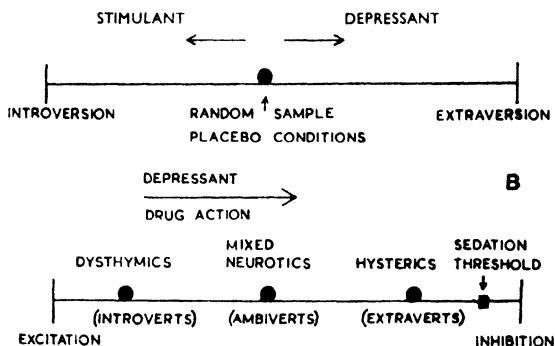 STIMULANT DEPRESSANT
INTROVERSION RANDOM SAMPLE EXTRAVERSION
PLACEBO CONDITIONS
DEPRESSANT B
DRUG ACTION
DYSTHYMICS MIXED NEUROTICS HYSTERICS SEDATION THRESHOLD
(INTROVERTS) (AMBIVERTS) (EXTRAVERTS)
EXCITATION INHIBITION